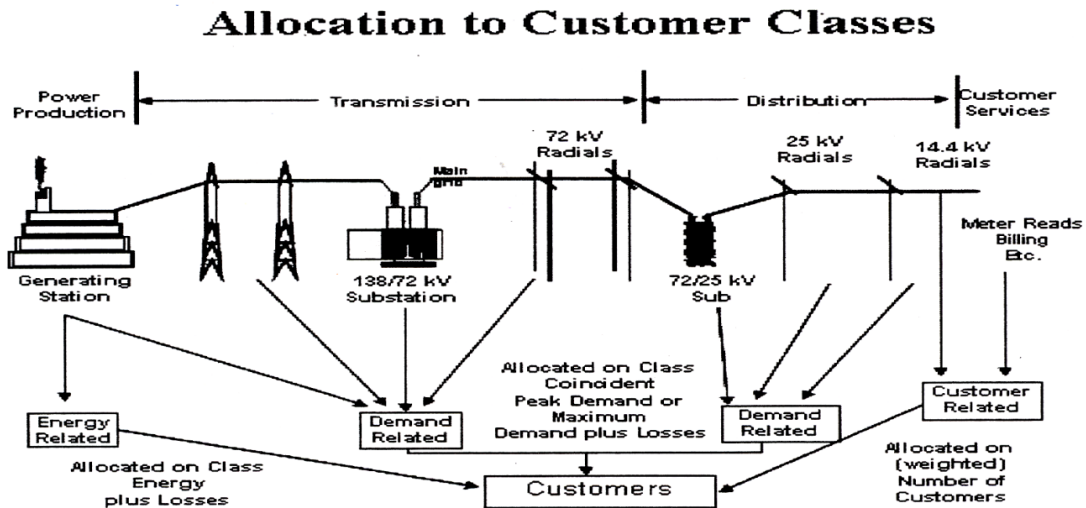 Allocation to Customer Classes
Power
Production
Transmission
Distribution
Customer
Services
72 kV
Radials
25 kV
Radials
14.4 kV
Radials
Main
grid
Generating
Station
138/72 kV
Substation
72/25 kV
Sub
Meter Reads
Billing
Etc.
Energy
Related
Demand
Related
Allocated on Class
Coincident
Peak Demand or
Maximum
Demand plus Losses
Demand
Related
Customer
Related
Allocated on Class
Energy
plus Losses
Customers
Allocated on
(weighted)
Number of
Customers